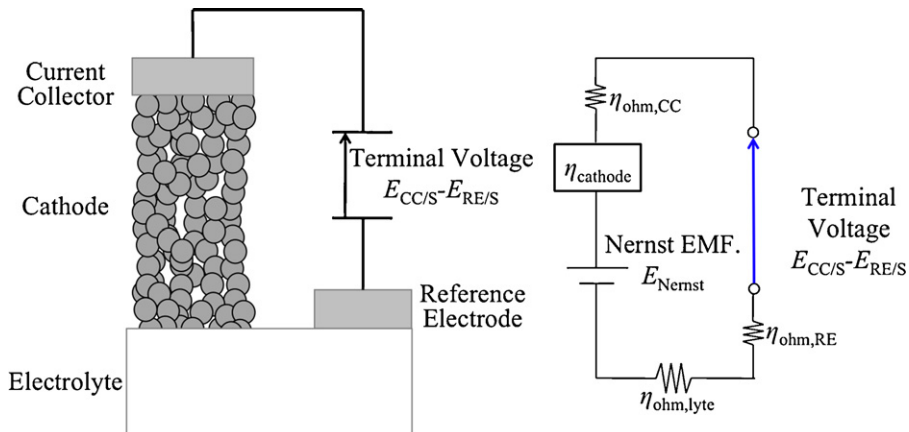 Current
Collector
Cathode
Electrolyte
Terminal Voltage
E_CC/S-E_RE/S
Reference
Electrode
η_ohm,CC
η_cathode
Nernst EMF.
E_Nernst
η_ohm,lyte
η_ohm,RE
Terminal
Voltage
E_CC/S-E_RE/S